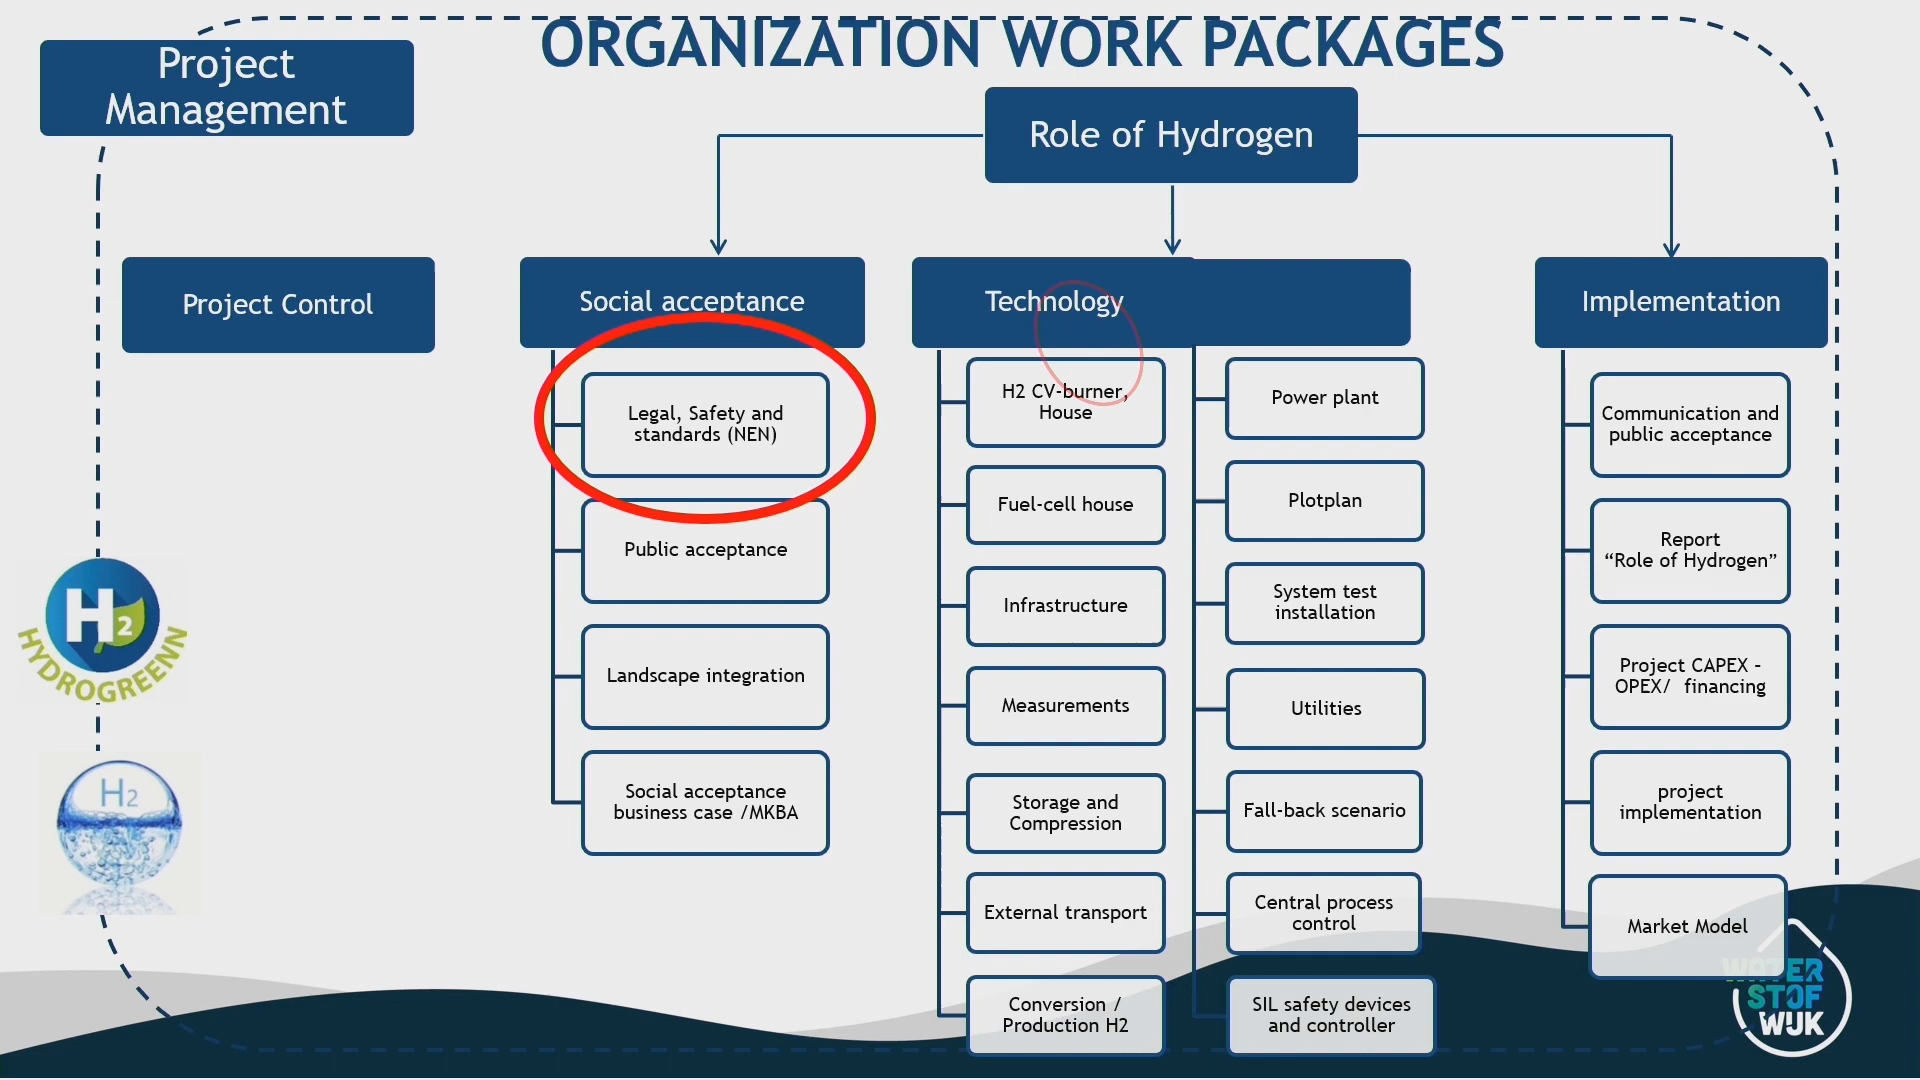 ORGANIZATION WORK PACKAGES
Project
Management
Role of Hydrogen
Project Control
Social acceptance
Technology
Implementation
Legal, Safety and
standards (NEN)
Public acceptance
Landscape integration
Social acceptance
business case /MKBA
H2 CV-burner,
House
Fuel-cell house
Infrastructure
Measurements
Storage and
Compression
External transport
Conversion /
Production H2
Power plant
Plotplan
System test
installation
Utilities
Fall-back scenario
Central process
control
SIL safety devices
and controller
Communication and
public acceptance
Report
“Role of Hydrogen”
Project CAPEX -
OPEX/ financing
project
implementation
Market Model
H2
HYDROGREENN
H2
WATER
STOF
WIJK